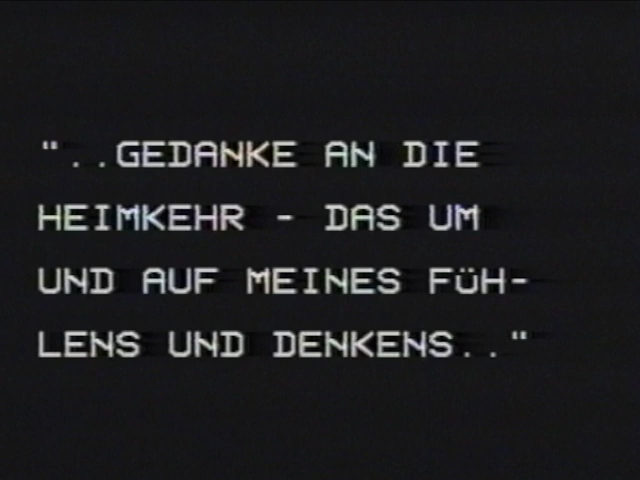 "..GEDANKE AN DIE
HEIMKEHR - DAS UM
UND AUF MEINES FÜH-
LENS UND DENKENS.."